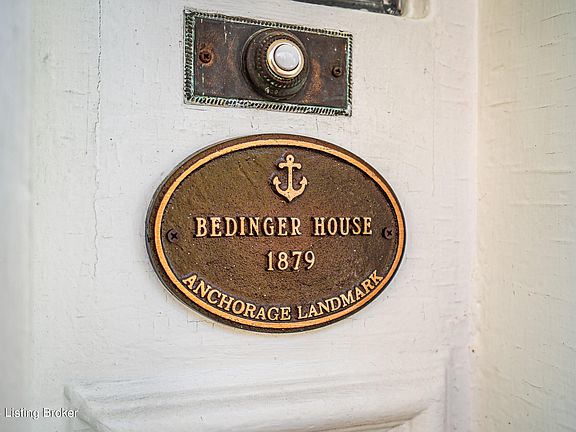 BEDINGER HOUSE
1879
ANCHORAGE LANDMARK
Listing Broker